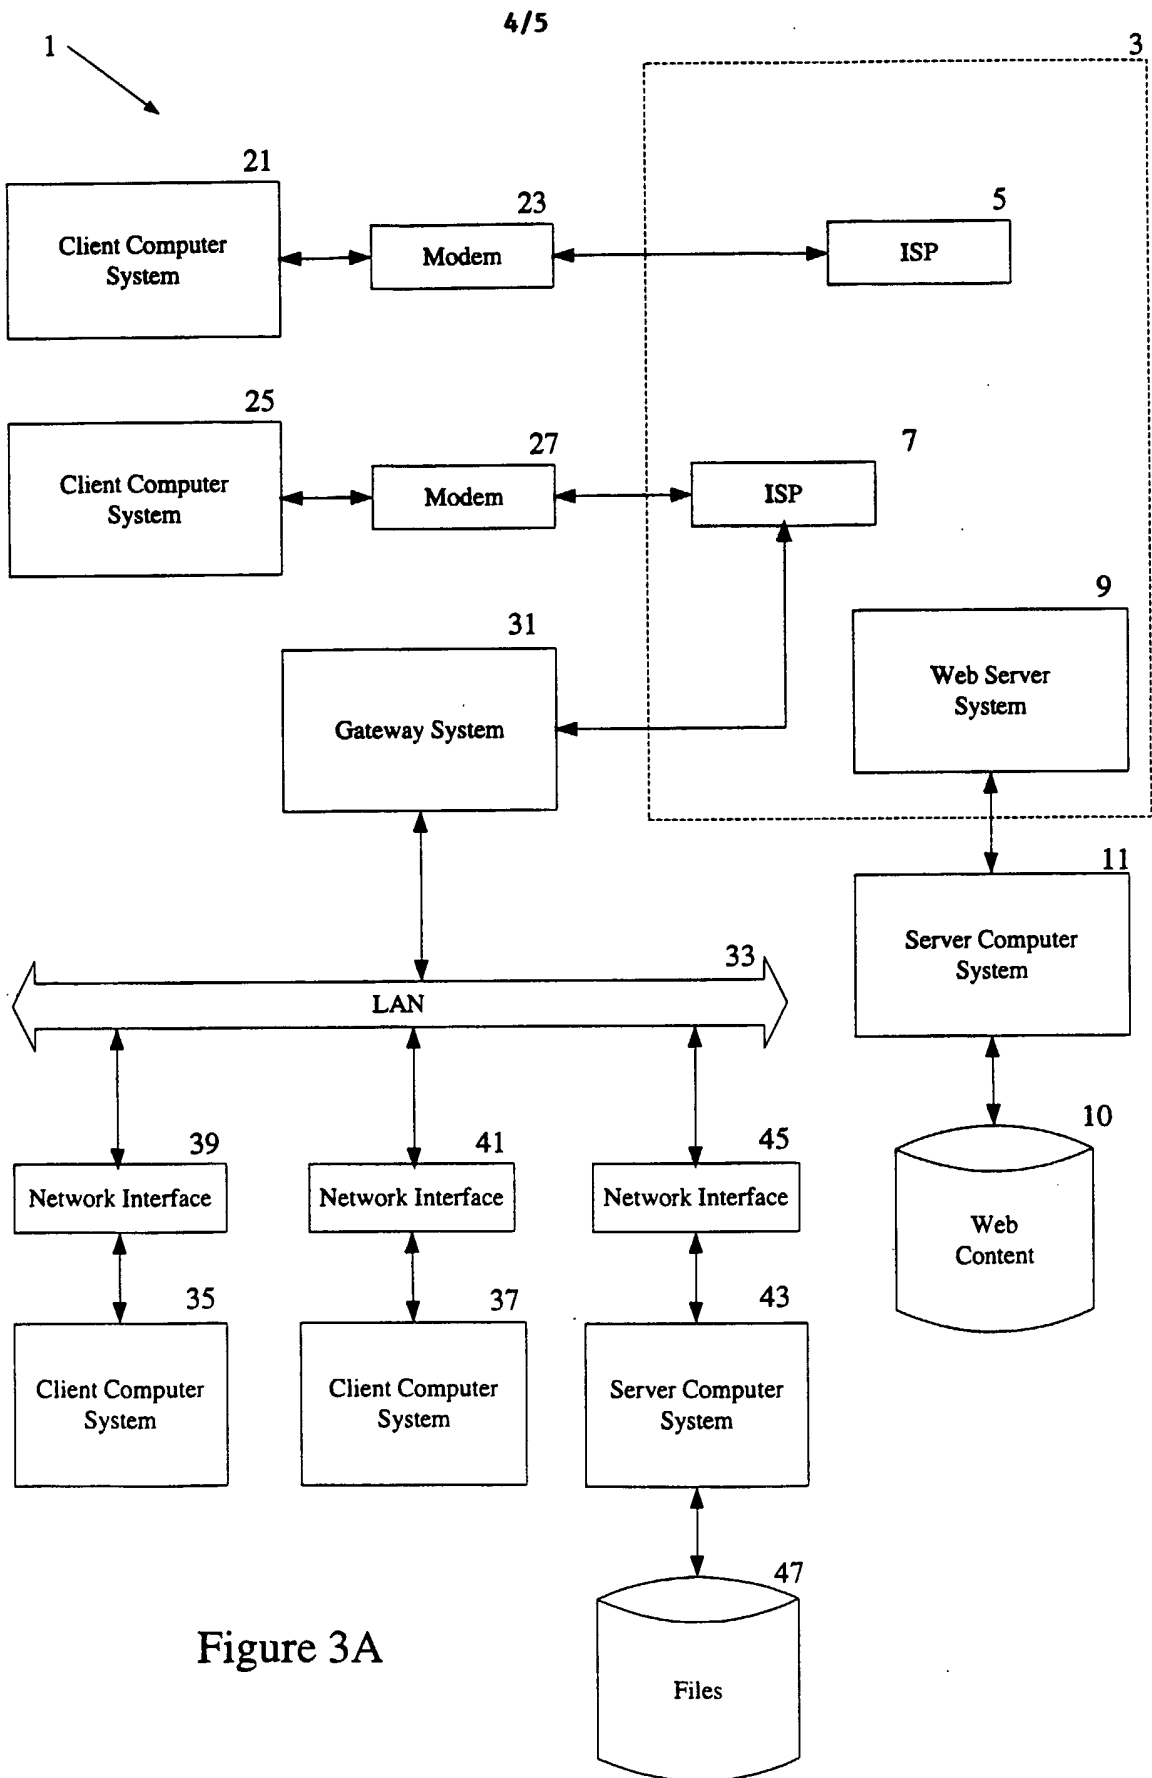 4/5
1
3
21
Client Computer
System
23
Modem
5
ISP
25
Client Computer
System
27
Modem
7
ISP
31
Gateway System
9
Web Server
System
11
Server Computer
System
33
LAN
10
Web
Content
39
Network Interface
41
Network Interface
45
Network Interface
35
Client Computer
System
37
Client Computer
System
43
Server Computer
System
47
Files
Figure 3A